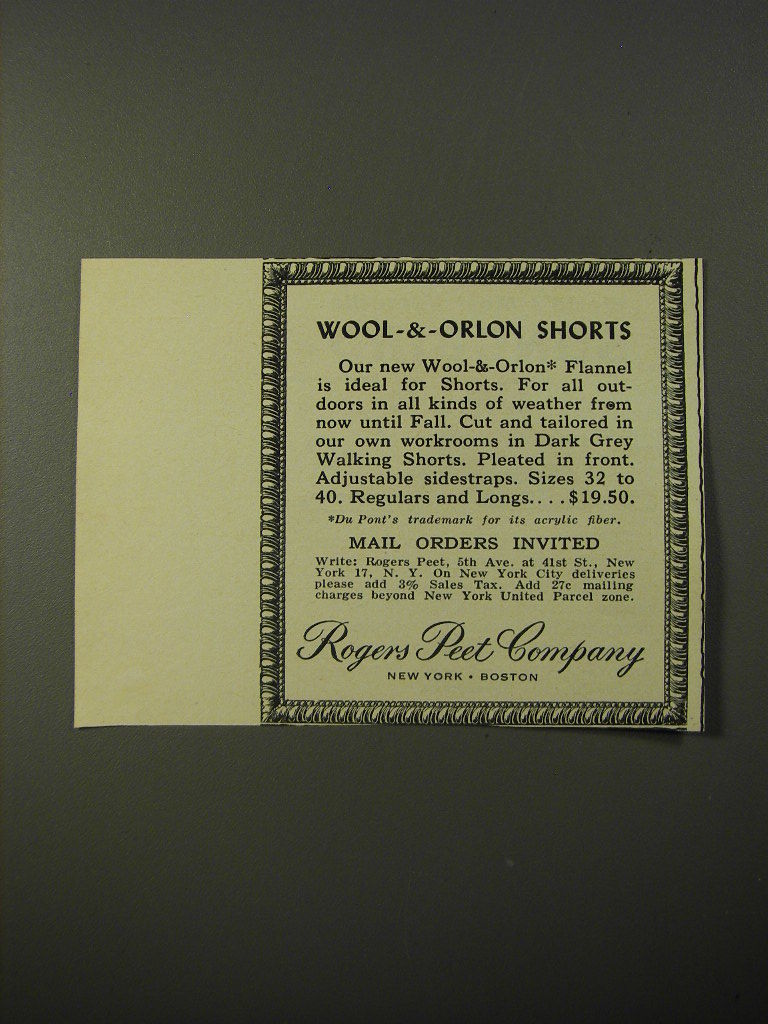 WOOL-&-ORLON SHORTS
Our new Wool-&-Orlon* Flannel
is ideal for Shorts. For all out-
doors in all kinds of weather from
now until Fall. Cut and tailored in
our own workrooms in Dark Grey
Walking Shorts. Pleated in front.
Adjustable sidestraps. Sizes 32 to
40. Regulars and Longs....$19.50.
*Du Pont's trademark for its acrylic fiber.
MAIL ORDERS INVITED
Write: Rogers Peet, 5th Ave. at 41st St., New
York 17, N. Y. On New York City deliveries
please add 3% Sales Tax. Add 27c mailing
charges beyond New York United Parcel zone.
Rogers Peet Company
NEW YORK • BOSTON